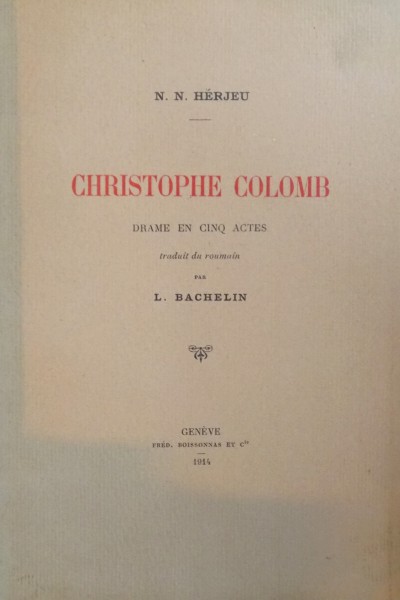 N. N. HÉRJEU
CHRISTOPHE COLOMB
DRAME EN CINQ ACTES
traduit du roumain
PAR
L. BACHELIN
GENÈVE
FRÉD. BOISSONNAS ET Cie
1914